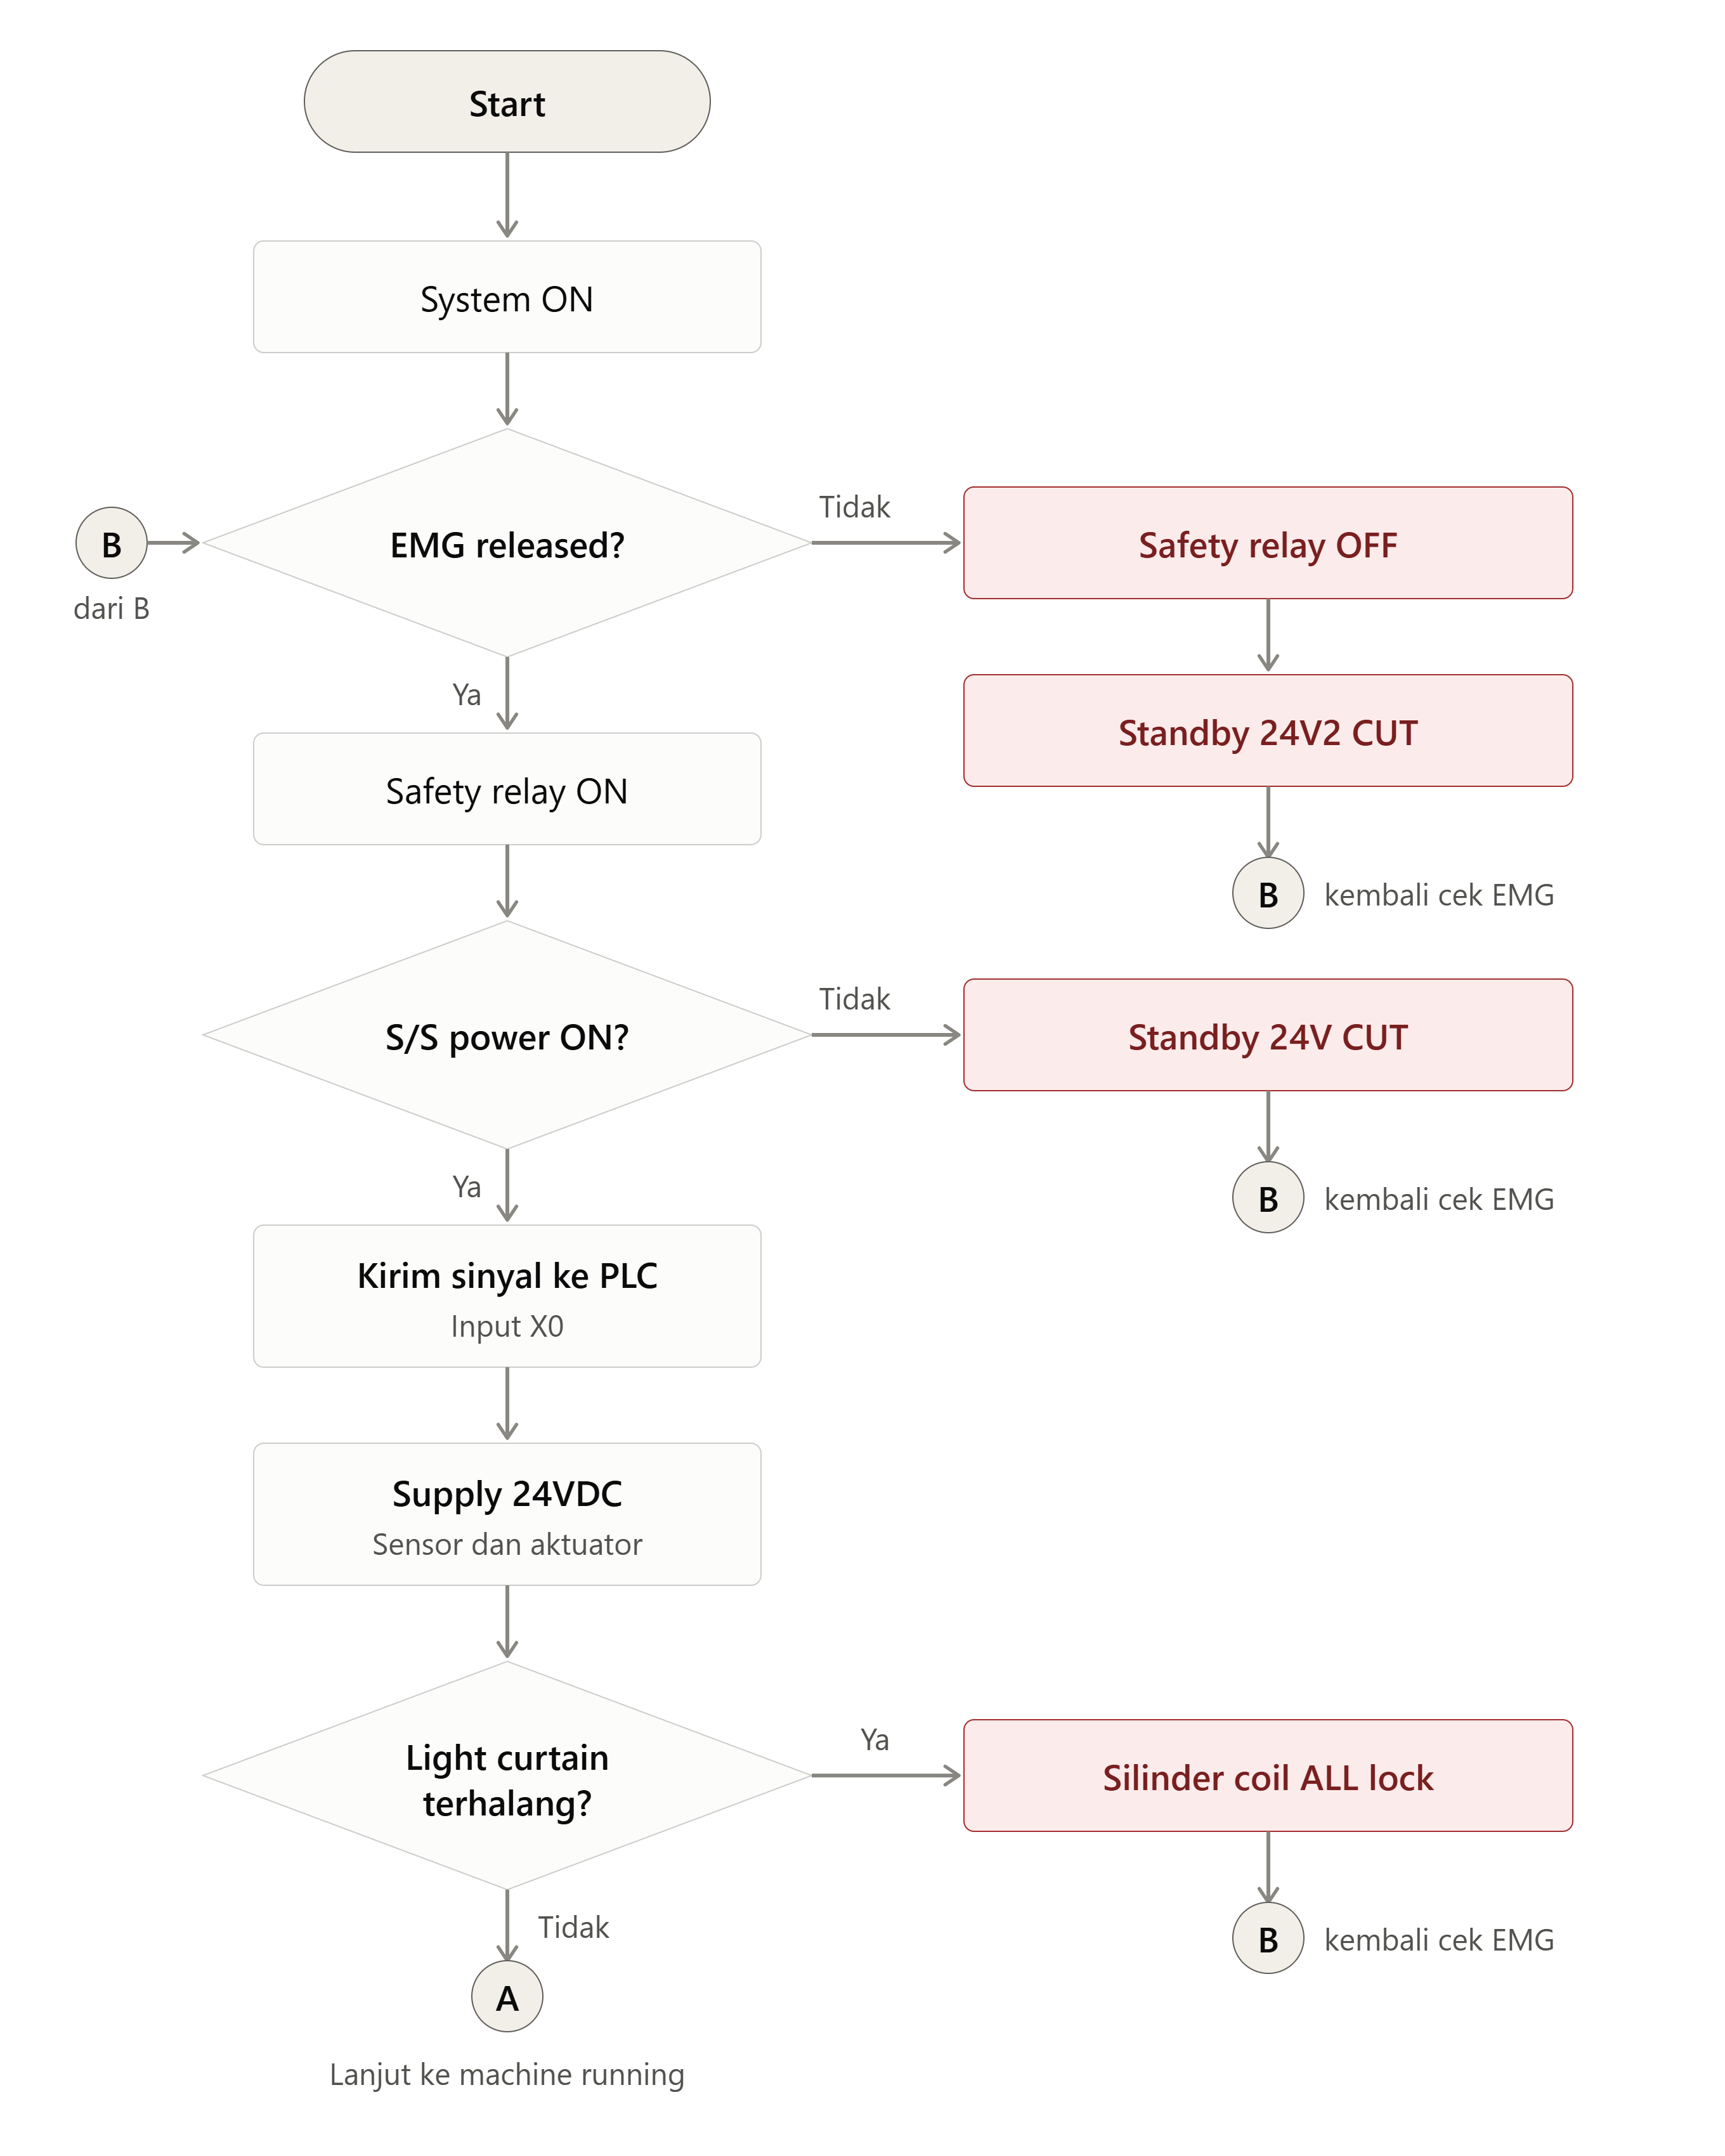 Start
System ON
EMG released?
Tidak
Safety relay OFF
B
dari B
Standby 24V2 CUT
Ya
Safety relay ON
B
kembali cek EMG
S/S power ON?
Tidak
Standby 24V CUT
Ya
B
kembali cek EMG
Kirim sinyal ke PLC
Input X0
Supply 24VDC
Sensor dan aktuator
Light curtain
terhalang?
Ya
Silinder coil ALL lock
Tidak
B
kembali cek EMG
A
Lanjut ke machine running